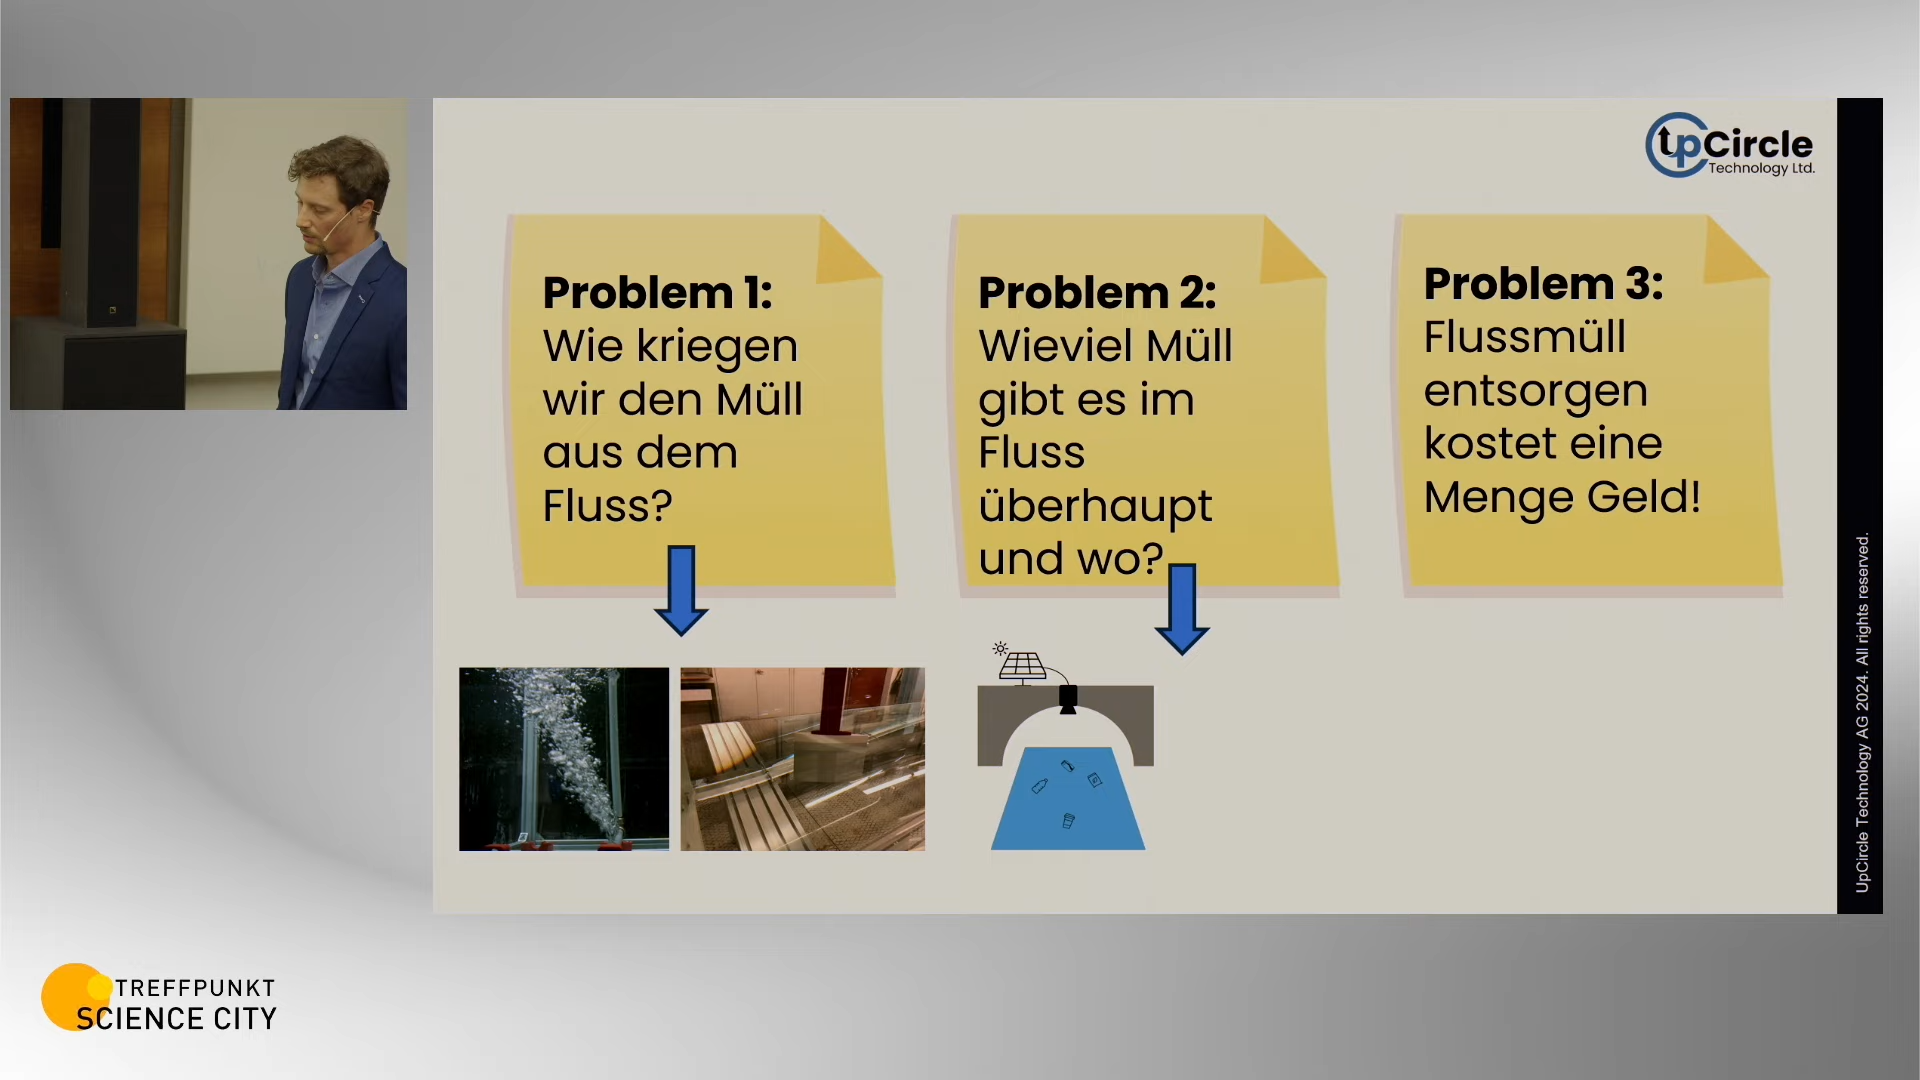 UpCircle
Technology Ltd.
Problem 1:
Wie kriegen
wir den Müll
aus dem
Fluss?
Problem 2:
Wieviel Müll
gibt es im
Fluss
überhaupt
und wo?
Problem 3:
Flussmüll
entsorgen
kostet eine
Menge Geld!
UpCircle Technology AG 2024. All rights reserved.
TREFFPUNKT
SCIENCE CITY